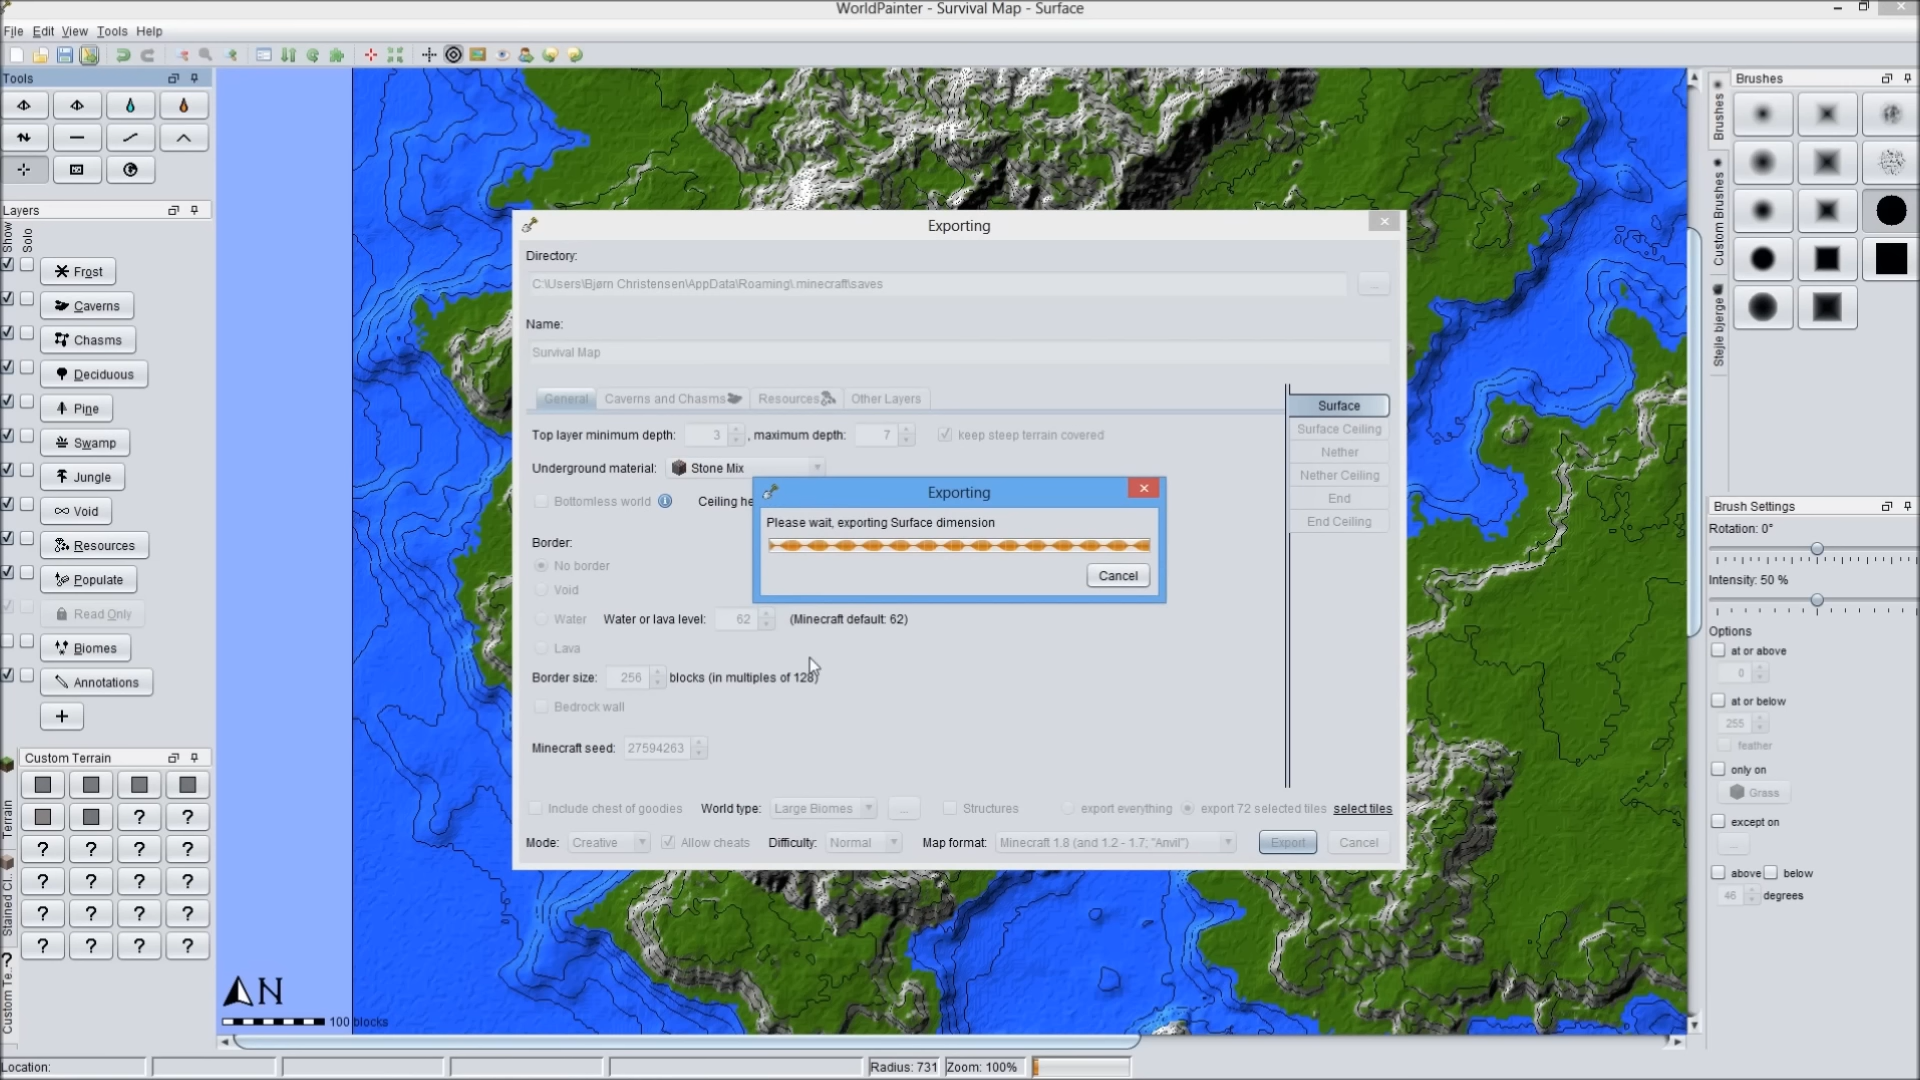 WorldPainter - Survival Map - Surface
File Edit View Tools Help
Tools
Layers
Show
Solo
Frost
Caverns
Chasms
Deciduous
Pine
Swamp
Jungle
Void
Resources
Populate
Read Only
Biomes
Annotations
+
Custom Terrain
? ?
? ? ? ?
? ? ? ?
? ? ? ?
? ? ? ?
Terrain
Stained Cl...
Custom Te...
?
Exporting
Directory:
C:\Users\Bjørn Christensen\AppData\Roaming\.minecraft\saves
...
Name:
Survival Map
General Caverns and Chasms Resources Other Layers
Top layer minimum depth: 3 , maximum depth: 7 keep steep terrain covered
Underground material: Stone Mix
Bottomless world Ceiling he
Border:
No border
Void
Water Water or lava level: 62 (Minecraft default: 62)
Lava
Border size: 256 blocks (in multiples of 128)
Bedrock wall
Minecraft seed: 27594263
Include chest of goodies World type: Large Biomes ... Structures export everything export 72 selected tiles select tiles
Mode: Creative Allow cheats Difficulty: Normal Map format: Minecraft 1.8 (and 1.2 - 1.7; "Anvil") Export Cancel
Surface
Surface Ceiling
Nether
Nether Ceiling
End
End Ceiling
Exporting
Please wait, exporting Surface dimension
Cancel
Brushes
Brushes
Custom Brushes
Stejle bjerge
Brush Settings
Rotation: 0°
Intensity: 50 %
Options
at or above
0
at or below
255
feather
only on
Grass
except on
...
above below
46 degrees
N
100 blocks
Location:
Radius: 731 Zoom: 100%